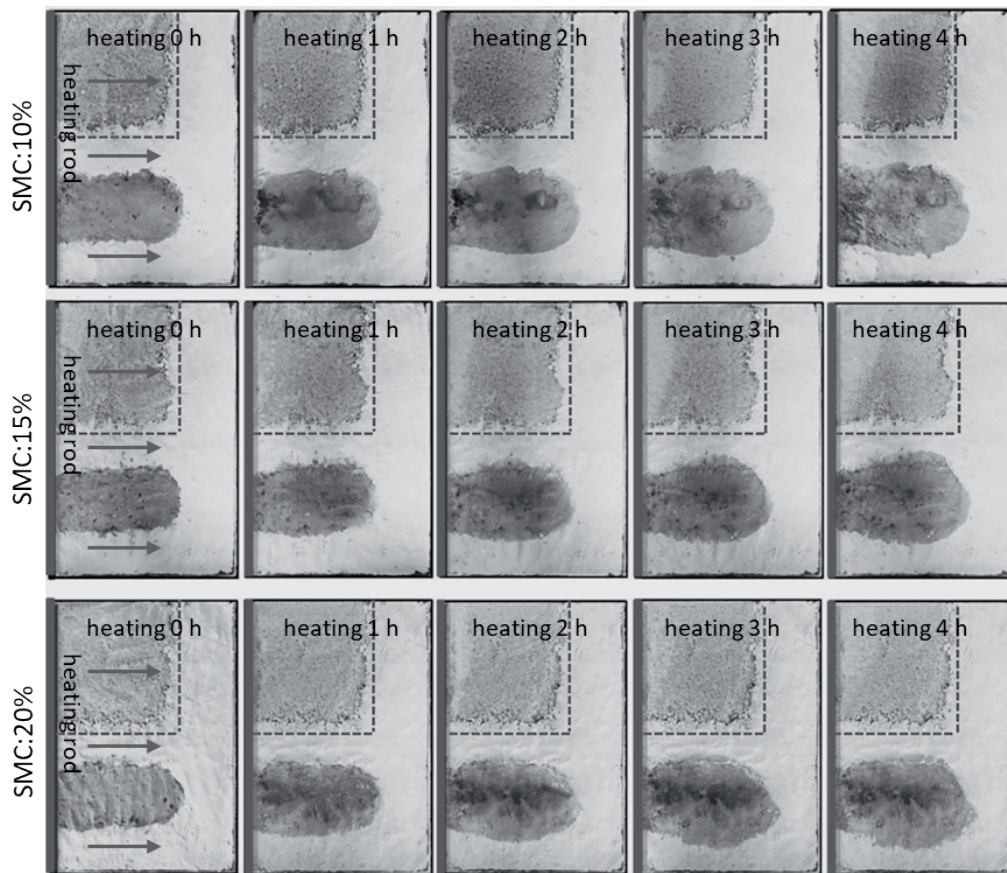 SMC:10%
heating 0 h
heating 1 h
heating 2 h
heating 3 h
heating 4 h
heating rod
SMC:15%
heating 0 h
heating 1 h
heating 2 h
heating 3 h
heating 4 h
heating rod
SMC:20%
heating 0 h
heating 1 h
heating 2 h
heating 3 h
heating 4 h
heating rod